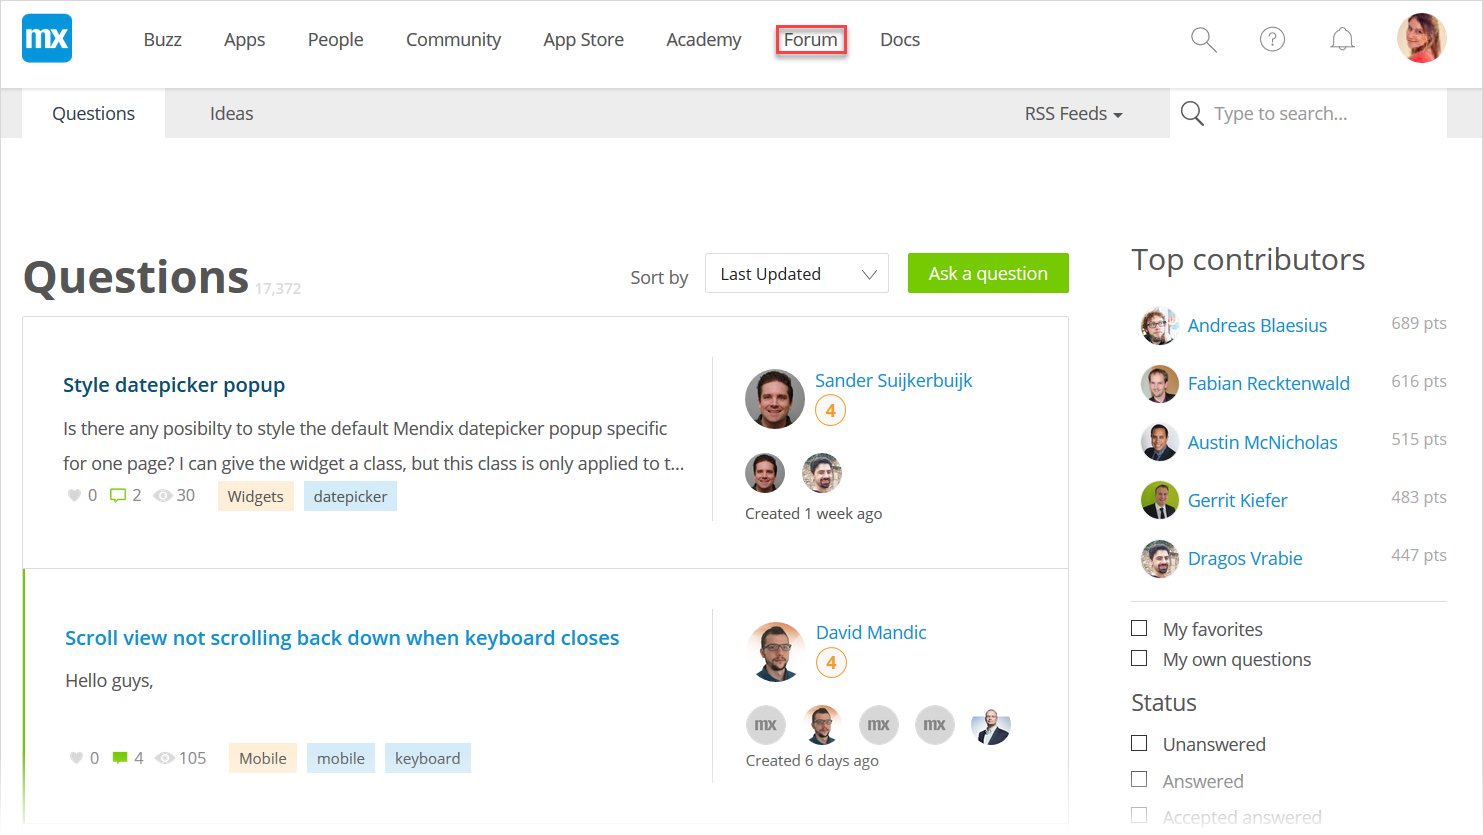 mx
Buzz Apps People Community App Store Academy Forum Docs
?
Questions Ideas RSS Feeds Type to search...
Questions 17,372
Sort by Last Updated Ask a question
Style datepicker popup
Is there any posibilty to style the default Mendix datepicker popup specific
for one page? I can give the widget a class, but this class is only applied to t...
0 2 30 Widgets datepicker
Sander Suijkerbuijk
4
Created 1 week ago
Scroll view not scrolling back down when keyboard closes
Hello guys,
0 4 105 Mobile mobile keyboard
David Mandic
4
mx mx mx
Created 6 days ago
Top contributors
Andreas Blaesius 689 pts
Fabian Recktenwald 616 pts
Austin McNicholas 515 pts
Gerrit Kiefer 483 pts
Dragos Vrabie 447 pts
My favorites
My own questions
Status
Unanswered
Answered
Accepted answered